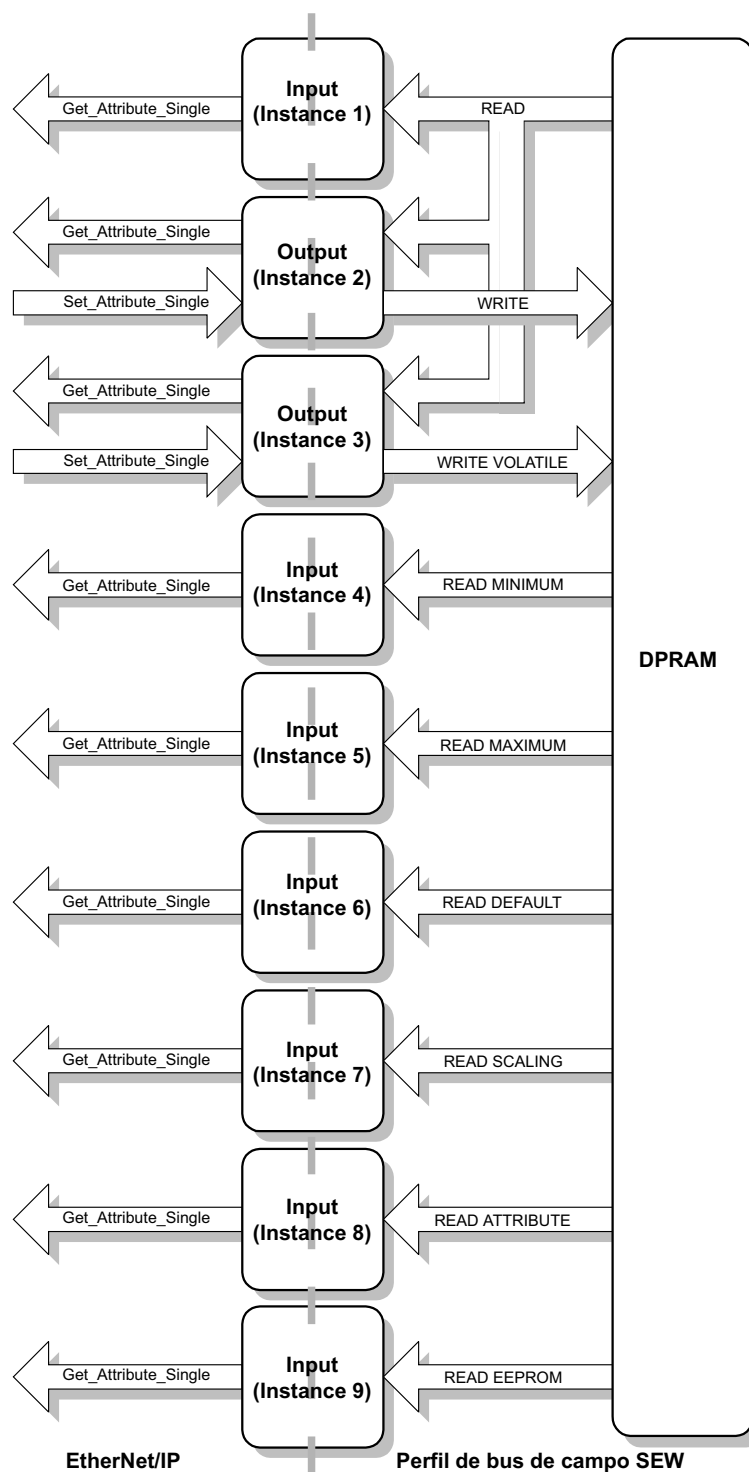 Input
(Instance 1)
Get_Attribute_Single
READ
Get_Attribute_Single
Output
(Instance 2)
Set_Attribute_Single
WRITE
Get_Attribute_Single
Output
(Instance 3)
Set_Attribute_Single
WRITE VOLATILE
Input
(Instance 4)
Get_Attribute_Single
READ MINIMUM
DPRAM
Input
(Instance 5)
Get_Attribute_Single
READ MAXIMUM
Input
(Instance 6)
Get_Attribute_Single
READ DEFAULT
Input
(Instance 7)
Get_Attribute_Single
READ SCALING
Input
(Instance 8)
Get_Attribute_Single
READ ATTRIBUTE
Input
(Instance 9)
Get_Attribute_Single
READ EEPROM
EtherNet/IP
Perfil de bus de campo SEW